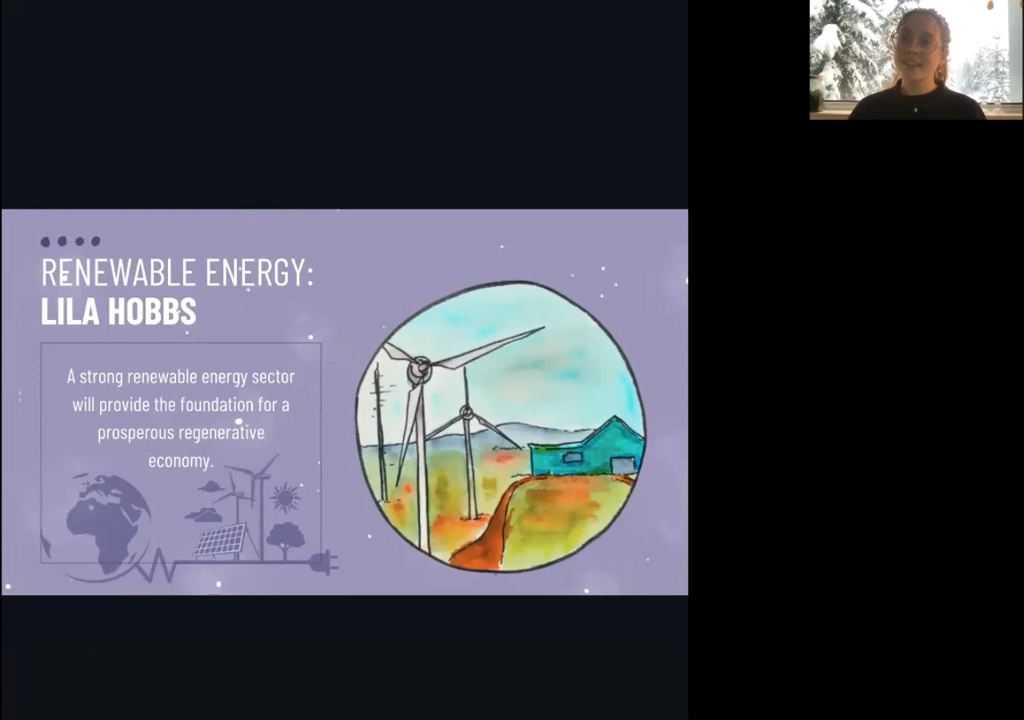 RENEWABLE ENERGY:
LILA HOBBS
A strong renewable energy sector
will provide the foundation for a
prosperous regenerative
economy.